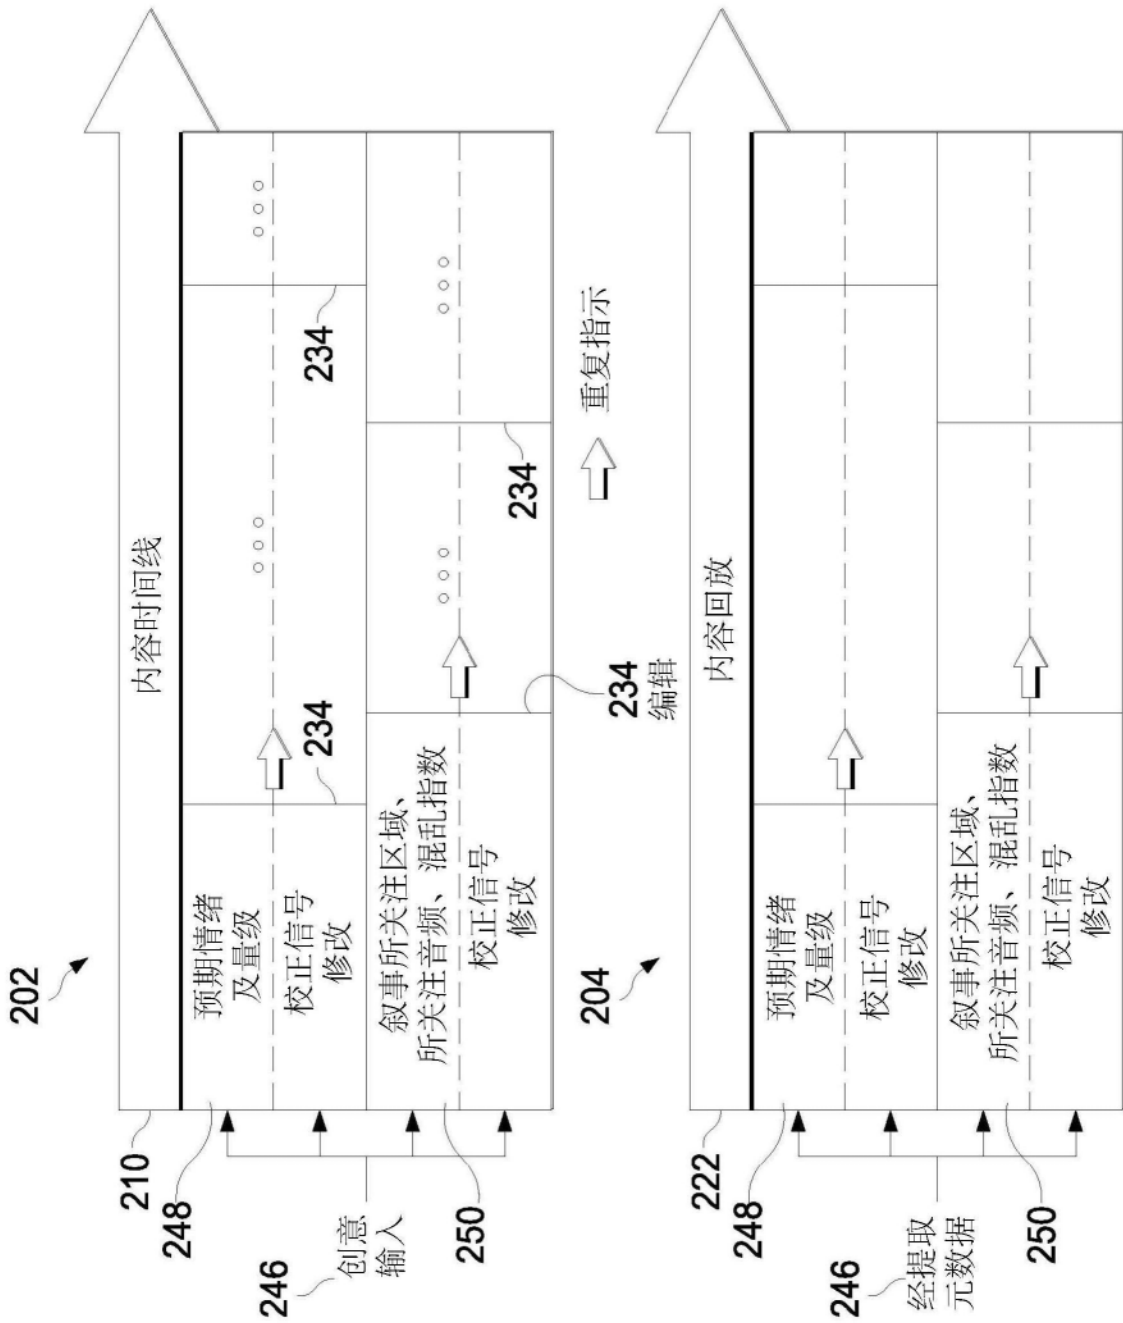 202
210
内容时间线
248
预期情绪
及量级
校正信号
修改
234
234
246
创意
输入
250
叙事所关注区域、
所关注音频、混乱指数
校正信号
修改
234
234
编辑
重复指示
204
222
内容回放
248
预期情绪
及量级
校正信号
修改
246
经提取
元数据
250
叙事所关注区域、
所关注音频、混乱指数
校正信号
修改